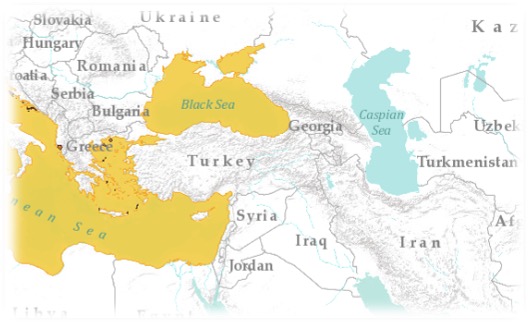 Slovakia
Ukraine
Kaz
Hungary
Romania
roatia
Serbia
Black Sea
Bulgaria
Caspian
Sea
Georgia
Uzbek
Greece
Turkey
Turkmenistan
nean Sea
Syria
Af
Iraq
Iran
Jordan
Libya